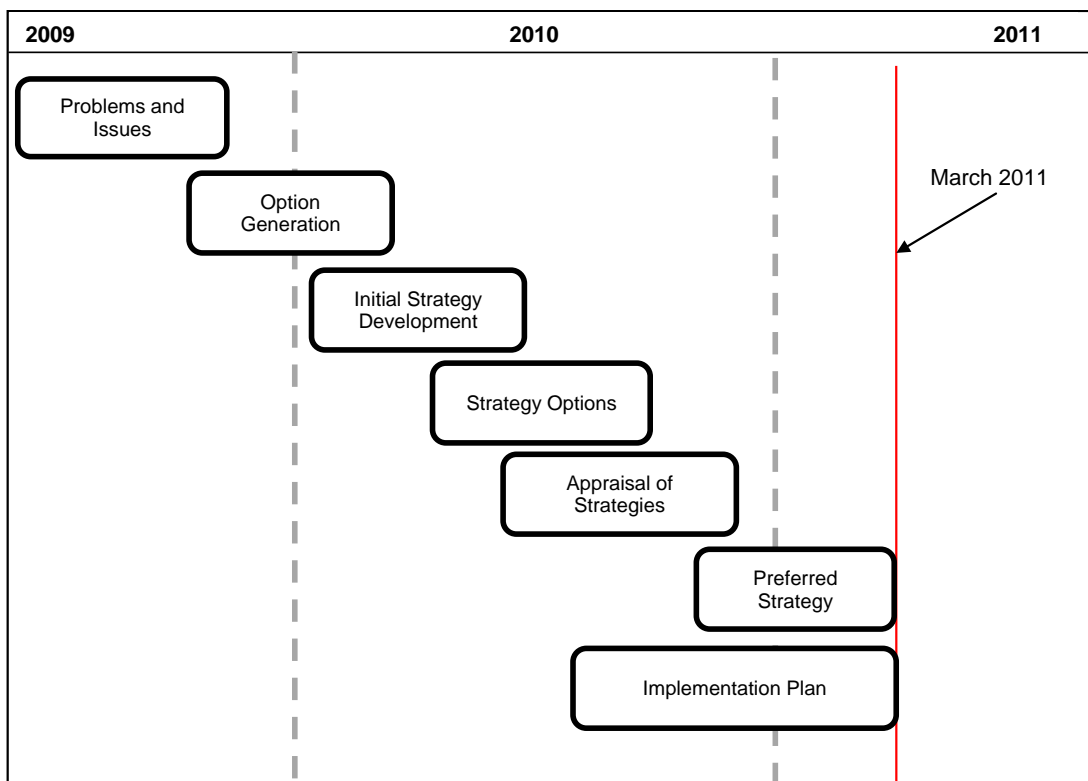 2009 2010 2011
Problems and
Issues
Option
Generation
March 2011
Initial Strategy
Development
Strategy Options
Appraisal of
Strategies
Preferred
Strategy
Implementation Plan